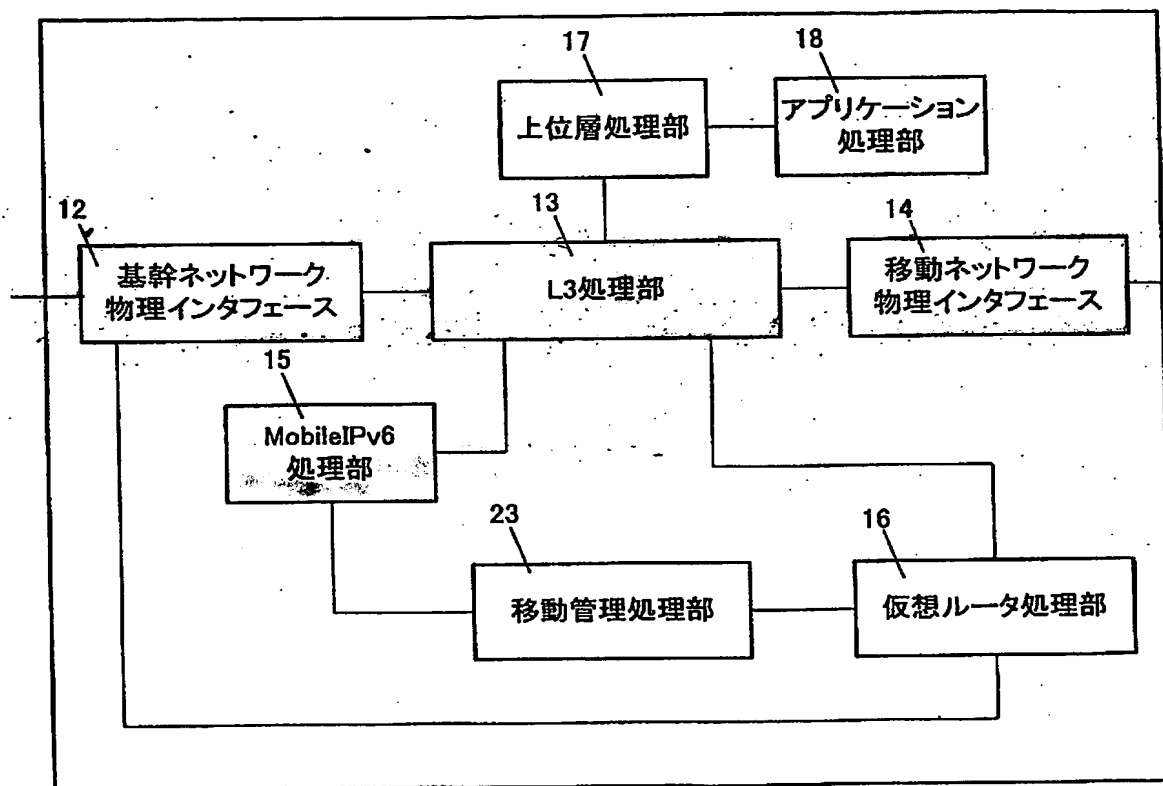 17
上位層処理部
18
アプリケーション
処理部
12
基幹ネットワーク
物理インタフェース
13
L3処理部
14
移動ネットワーク
物理インタフェース
15
MobileIPv6
処理部
23
移動管理処理部
16
仮想ルータ処理部